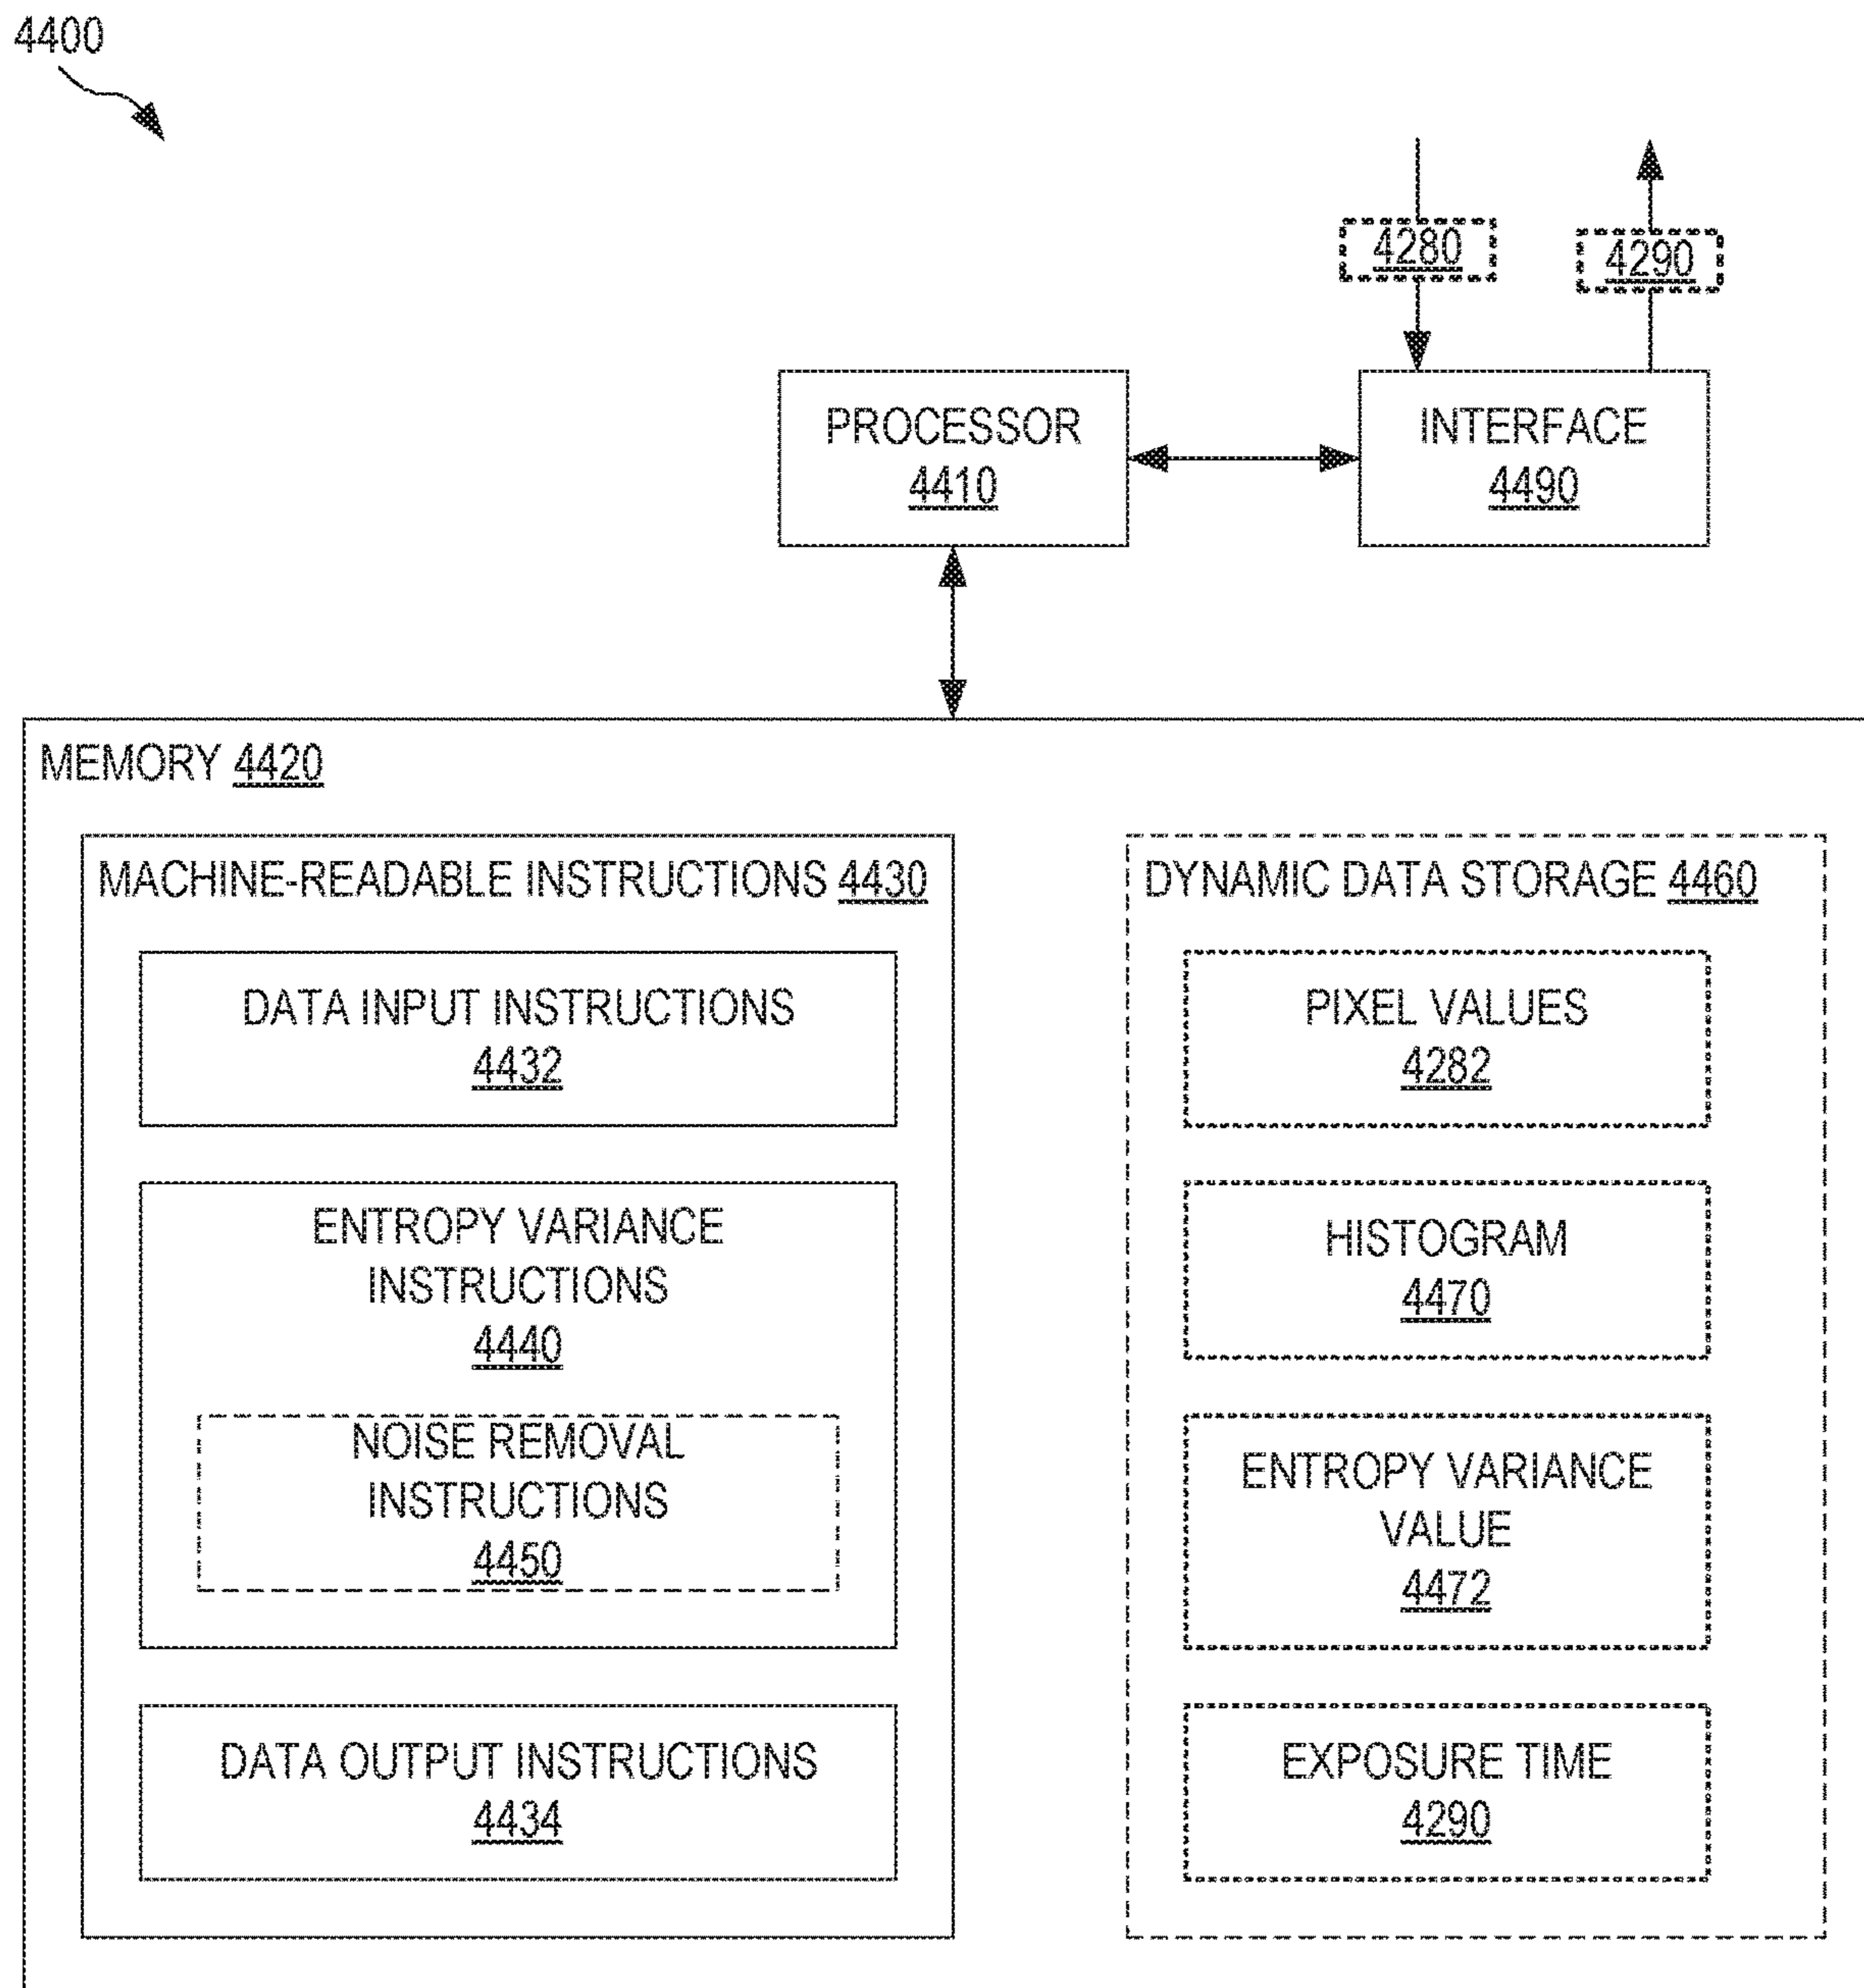 4400
4280
4290
PROCESSOR
4410
INTERFACE
4490
MEMORY 4420
MACHINE-READABLE INSTRUCTIONS 4430
DATA INPUT INSTRUCTIONS
4432
ENTROPY VARIANCE
INSTRUCTIONS
4440
NOISE REMOVAL
INSTRUCTIONS
4450
DATA OUTPUT INSTRUCTIONS
4434
DYNAMIC DATA STORAGE 4460
PIXEL VALUES
4282
HISTOGRAM
4470
ENTROPY VARIANCE
VALUE
4472
EXPOSURE TIME
4290